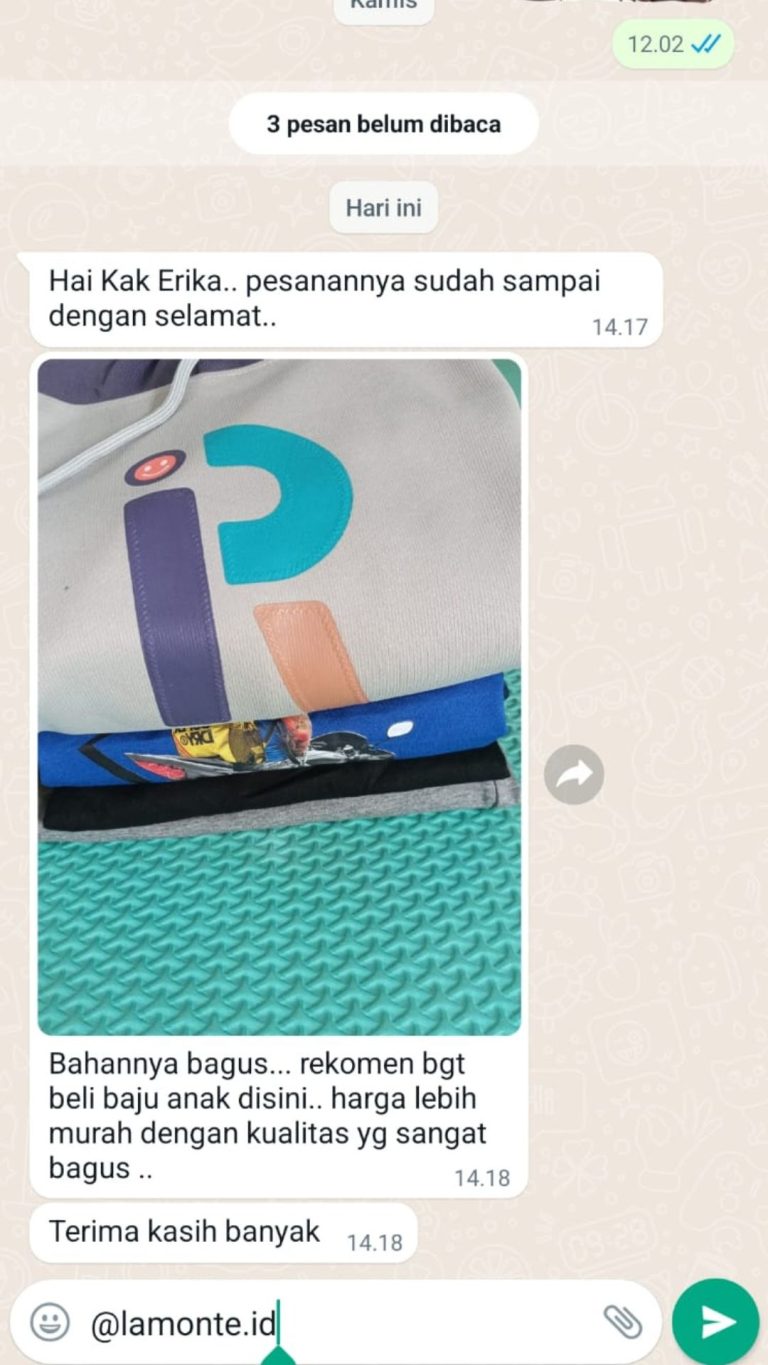 Kamis
12.02
3 pesan belum dibaca
Hari ini
Hai Kak Erika.. pesanannya sudah sampai
dengan selamat..
14.17
Bahannya bagus... rekomen bgt
beli baju anak disini.. harga lebih
murah dengan kualitas yg sangat
bagus ..
14.18
Terima kasih banyak
14.18
@lamonte.id